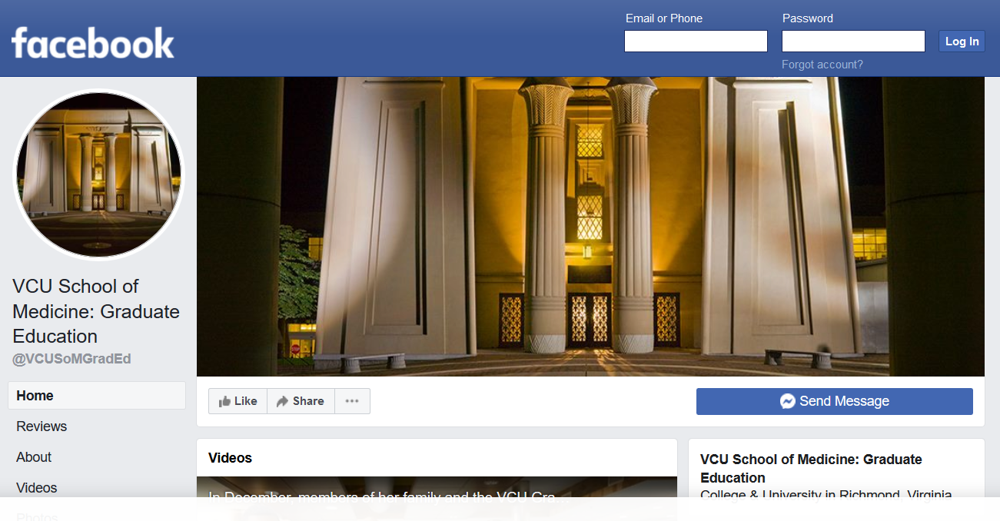 facebook
Email or Phone
Password
Log In
Forgot account?
VCU School of
Medicine: Graduate
Education
@VCUSoMGradEd
Home
Reviews
About
Videos
Photos
Like
Share
Send Message
Videos
In December, members of her family and the VCU Gra...
VCU School of Medicine: Graduate
Education
College & University in Richmond, Virginia